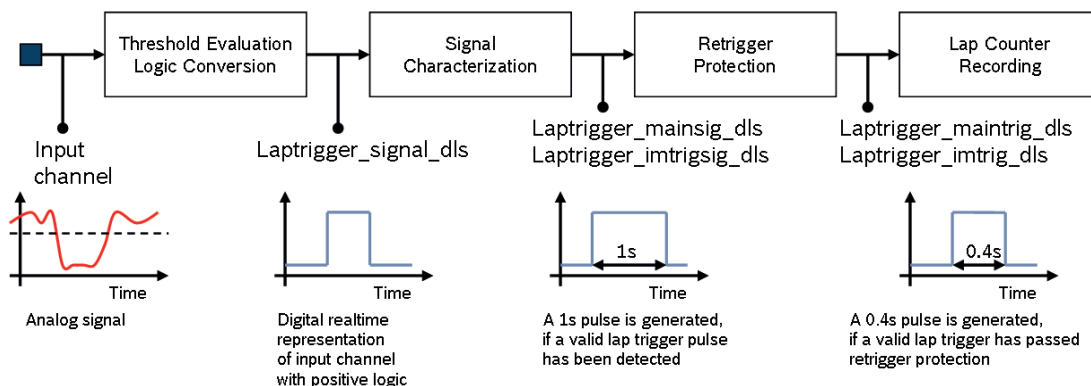 Threshold Evaluation
Logic Conversion
Signal
Characterization
Retrigger
Protection
Lap Counter
Recording
Input
channel
Laptrigger_signal_dls
Laptrigger_mainsig_dls
Laptrigger_imtrigsig_dls
Laptrigger_maintrig_dls
Laptrigger_imtrig_dls
Time
Analog signal
Time
Digital realtime
representation
of input channel
with positive logic
1s
Time
A 1s pulse is generated,
if a valid lap trigger pulse
has been detected
0.4s
Time
A 0.4s pulse is generated,
if a valid lap trigger has passed
retrigger protection